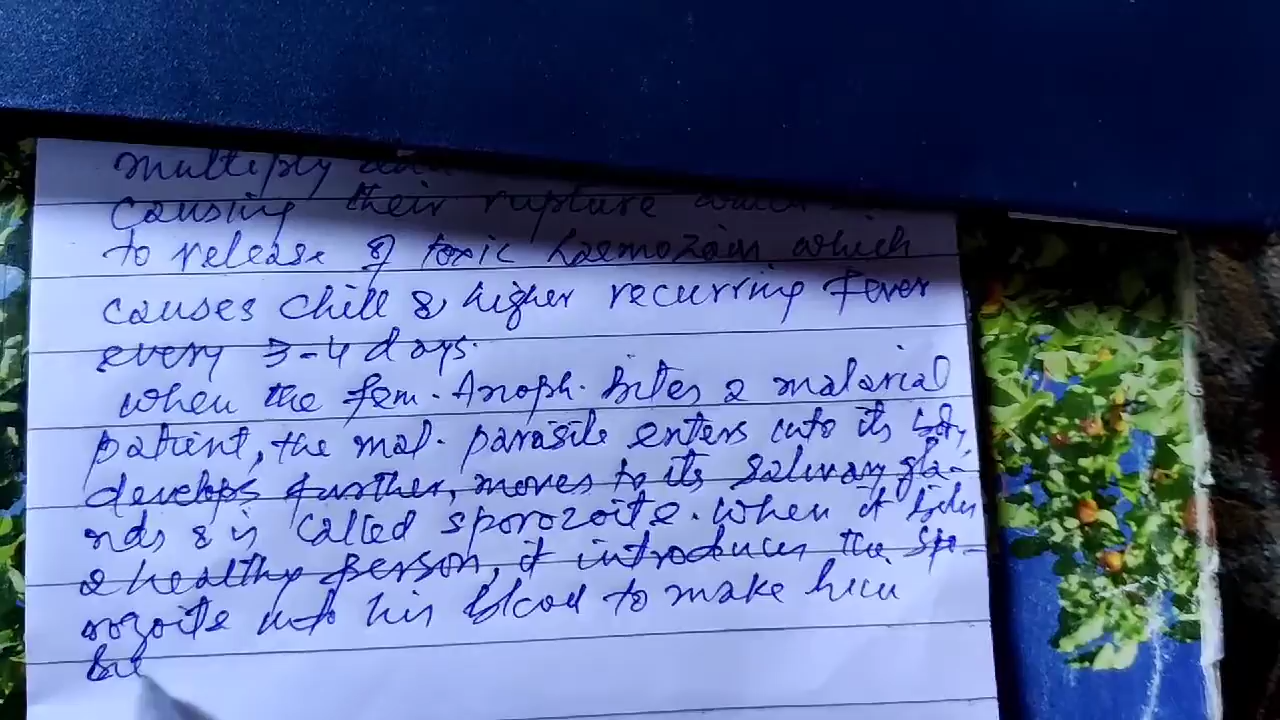 multiply
causing their rupture which
to release of toxic haemozoin which
causes chill & higher recurring fever
every 3-4 days.
when the fem. Anoph. bites a malarial
patient, the mal. parasite enters into its body,
develops further, moves to its salivary gla-
nds & is called sporozoite. When it bites
a healthy person, it introduces the spo-
rozoite into his blood to make him